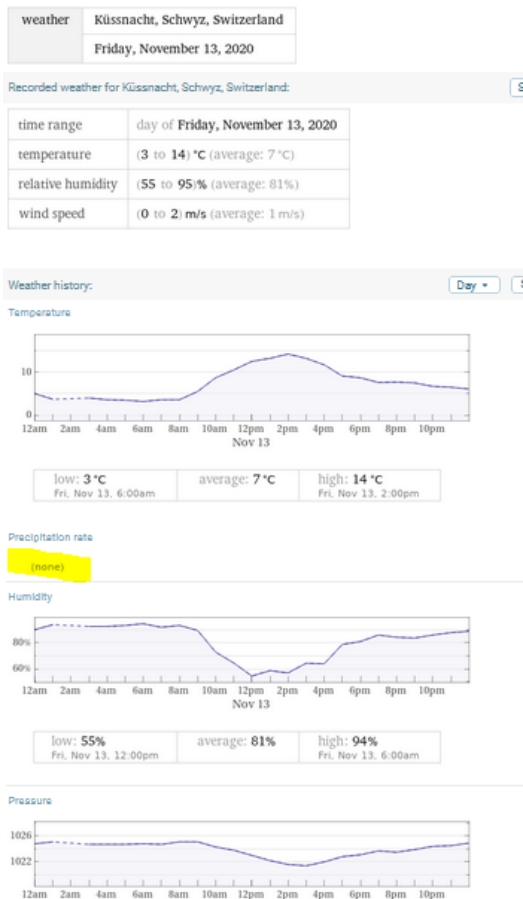 weather Küssnacht, Schwyz, Switzerland
Friday, November 13, 2020
Recorded weather for Küssnacht, Schwyz, Switzerland:
time range day of Friday, November 13, 2020
temperature (3 to 14) °C (average: 7 °C)
relative humidity (55 to 95)% (average: 81%)
wind speed (0 to 2) m/s (average: 1 m/s)
Weather history: Day
Temperature
10
0
12am 2am 4am 6am 8am 10am 12pm 2pm 4pm 6pm 8pm 10pm
Nov 13
low: 3 °C average: 7 °C high: 14 °C
Fri, Nov 13, 6:00am Fri, Nov 13, 2:00pm
Precipitation rate
(none)
Humidity
80%
60%
12am 2am 4am 6am 8am 10am 12pm 2pm 4pm 6pm 8pm 10pm
Nov 13
low: 55% average: 81% high: 94%
Fri, Nov 13, 12:00pm Fri, Nov 13, 6:00am
Pressure
1026
1022
12am 2am 4am 6am 8am 10am 12pm 2pm 4pm 6pm 8pm 10pm